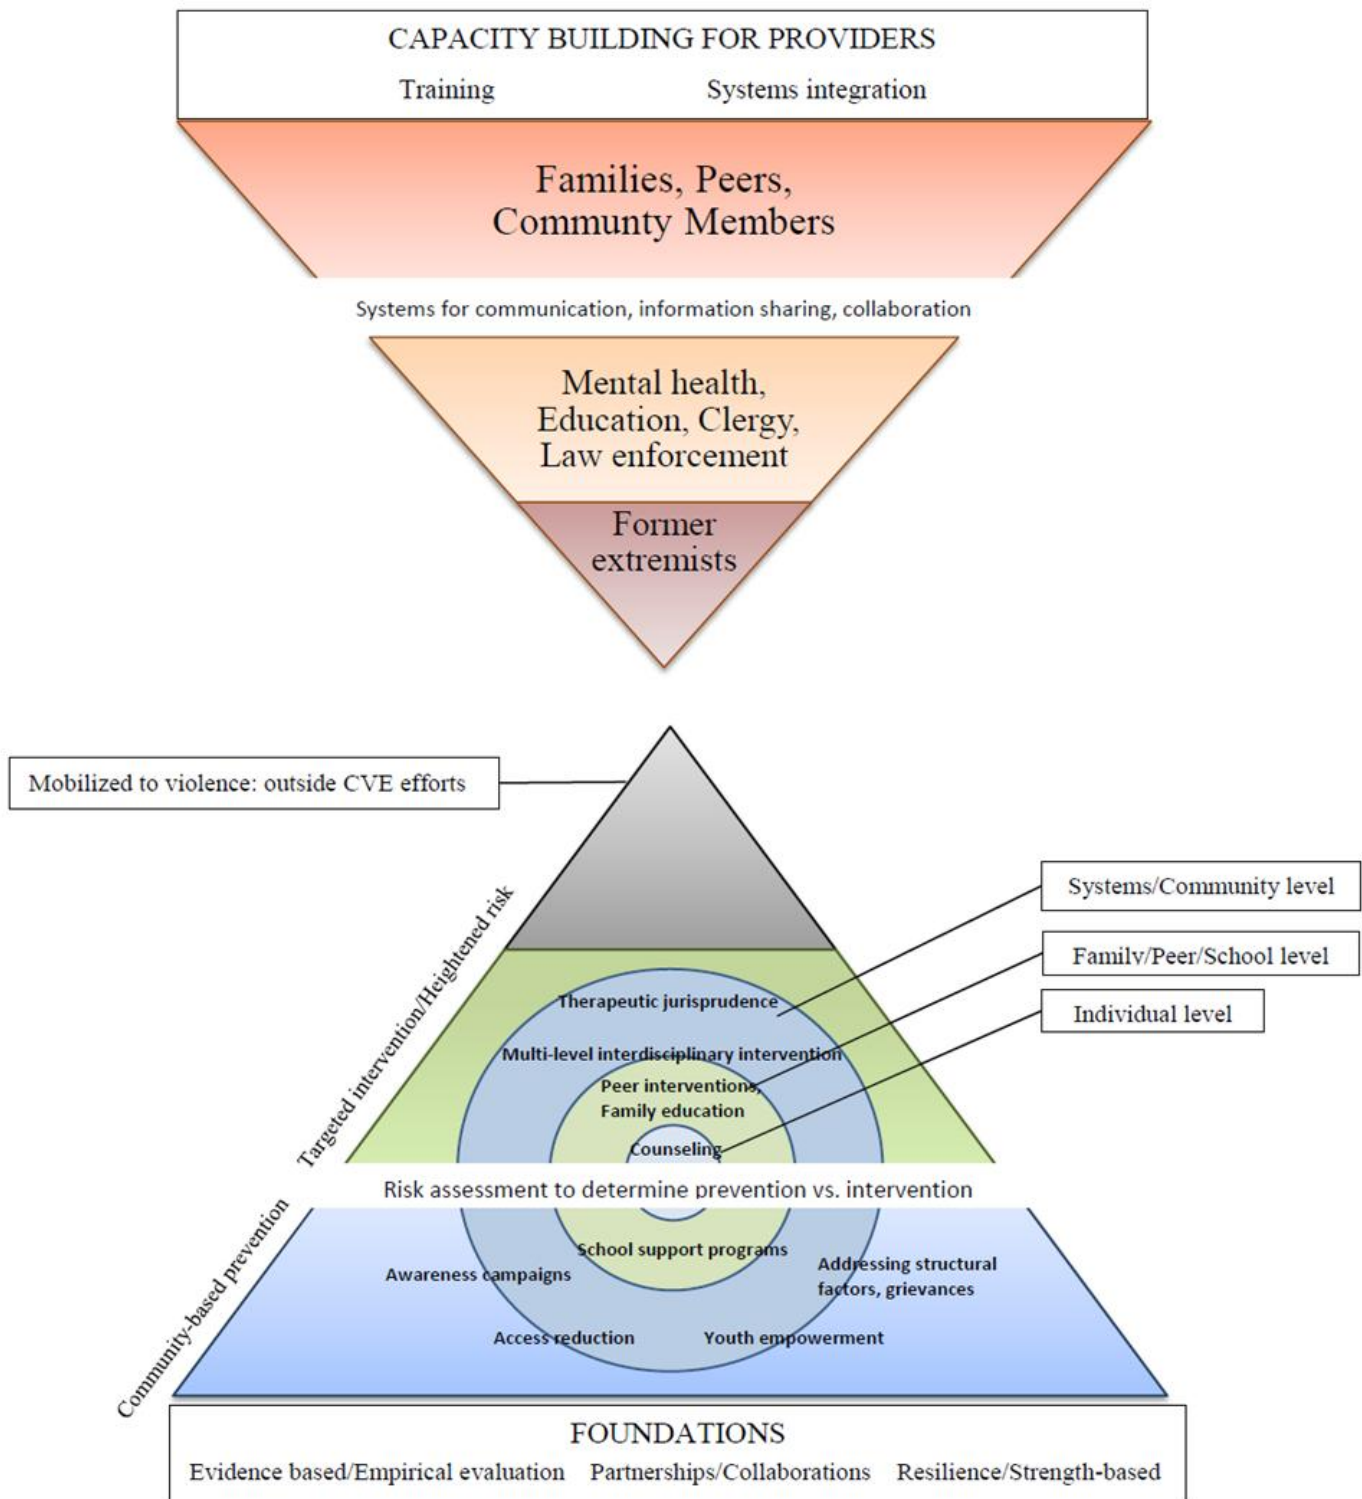 CAPACITY BUILDING FOR PROVIDERS
Training Systems integration
Families, Peers,
Communty Members
Systems for communication, information sharing, collaboration
Mental health,
Education, Clergy,
Law enforcement
Former
extremists
Mobilized to violence: outside CVE efforts
Systems/Community level
Family/Peer/School level
Individual level
Targeted intervention/Heightened risk
Therapeutic jurisprudence
Multi-level interdisciplinary intervention
Peer interventions,
Family education
Counseling
Risk assessment to determine prevention vs. intervention
Community-based prevention
School support programs
Awareness campaigns
Addressing structural
factors, grievances
Access reduction
Youth empowerment
FOUNDATIONS
Evidence based/Empirical evaluation Partnerships/Collaborations Resilience/Strength-based